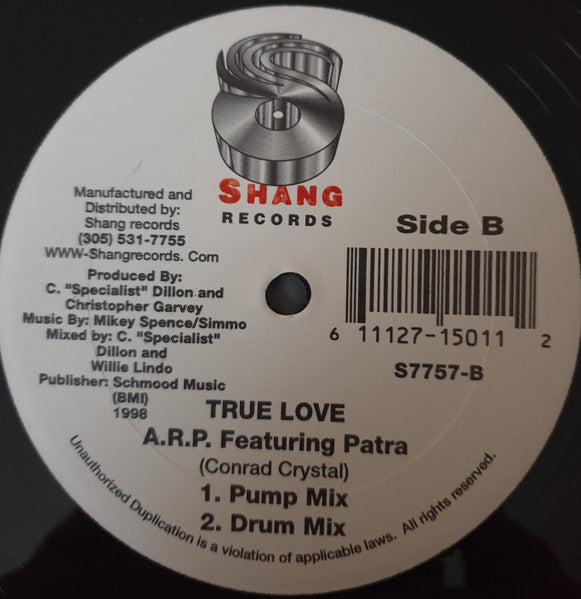 SHANG
RECORDS
Manufactured and
Distributed by:
Shang records
(305) 531-7755
WWW-Shangrecords. Com
Produced By:
C. "Specialist" Dillon and
Christopher Garvey
Music By: Mikey Spence/Simmo
Mixed by: C. "Specialist"
Dillon and
Willie Lindo
Publisher: Schmood Music
(BMI)
1998
Side B
6 11127-15011 2
S7757-B
TRUE LOVE
A.R.P. Featuring Patra
(Conrad Crystal)
1. Pump Mix
2. Drum Mix
Unauthorized Duplication is a violation of applicable laws. All rights reserved.